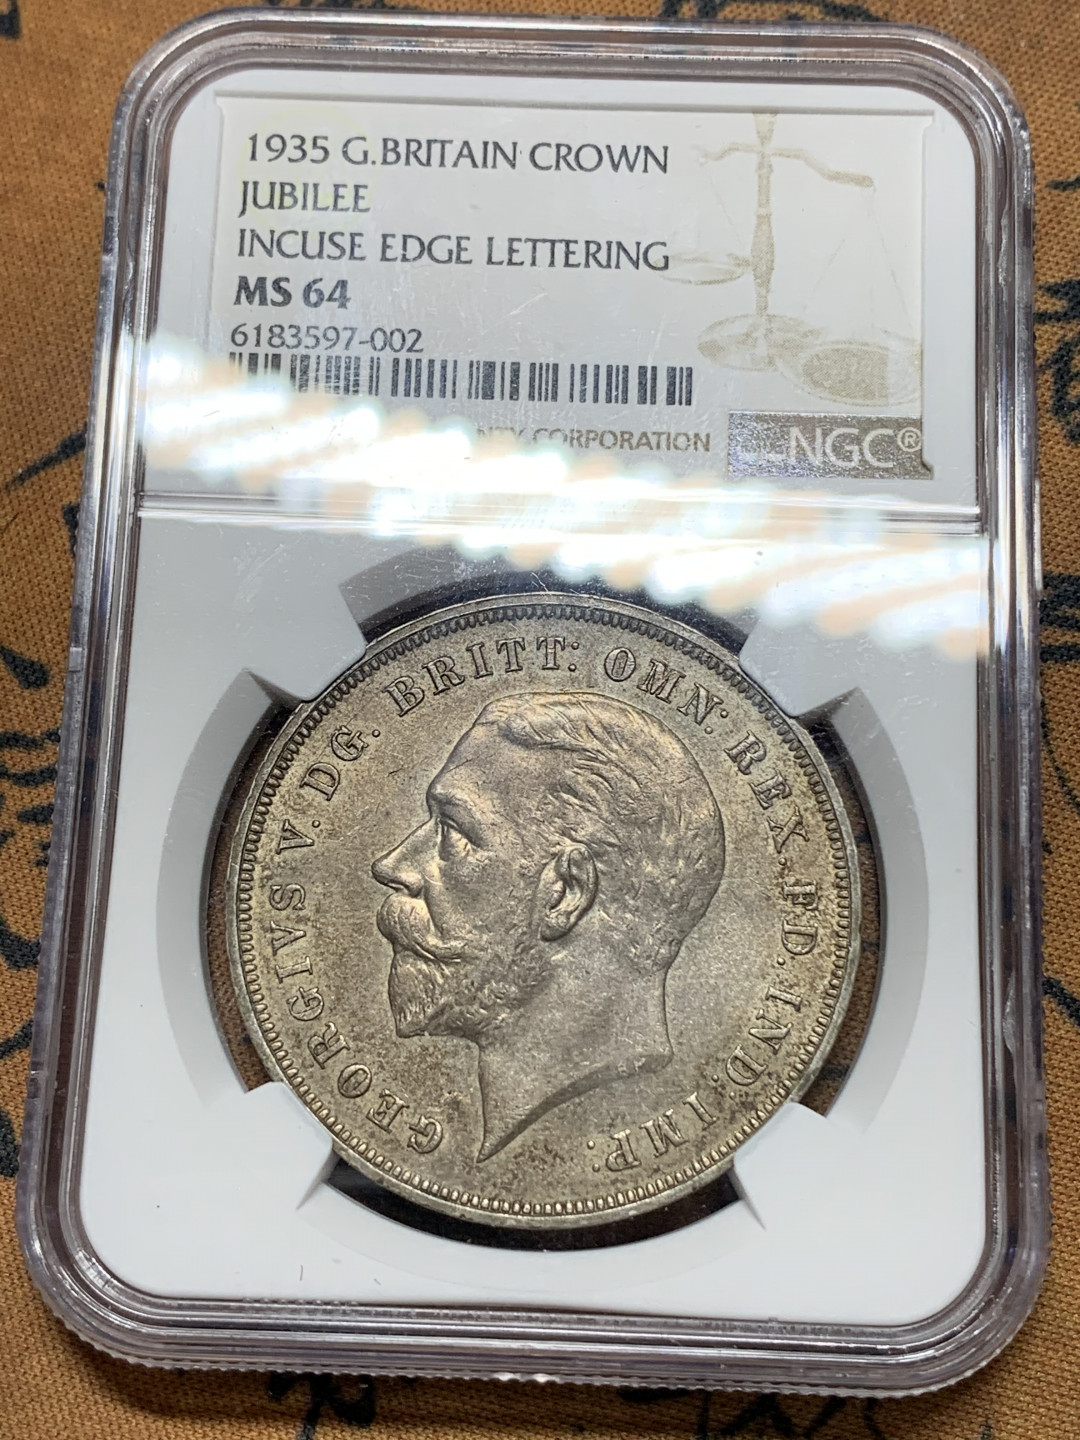 1935 G.BRITAIN CROWN
JUBILEE
INCUSE EDGE LETTERING
MS 64
6183597-002
CORPORATION
NGC®
GEORGIVS V. DG. BRITT: OMN: REX. F.D. IND: IMP: